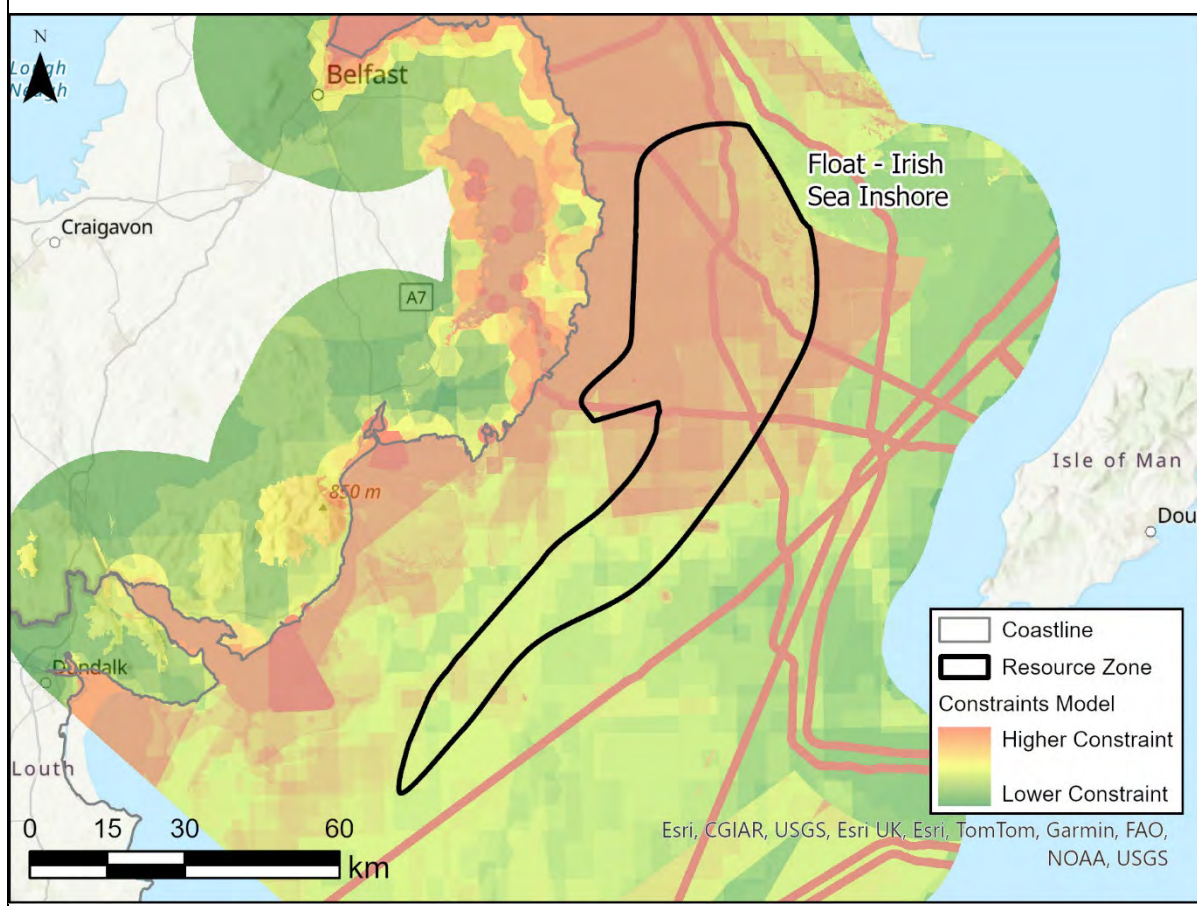 N
Lough
Neagh
Belfast
Float - Irish
Sea Inshore
Craigavon
A7
Isle of Man
850 m
Dou
Dundalk
Louth
Coastline
Resource Zone
Constraints Model
Higher Constraint
Lower Constraint
0 15 30 60
km
Esri, CGIAR, USGS, Esri UK, Esri, TomTom, Garmin, FAO,
NOAA, USGS